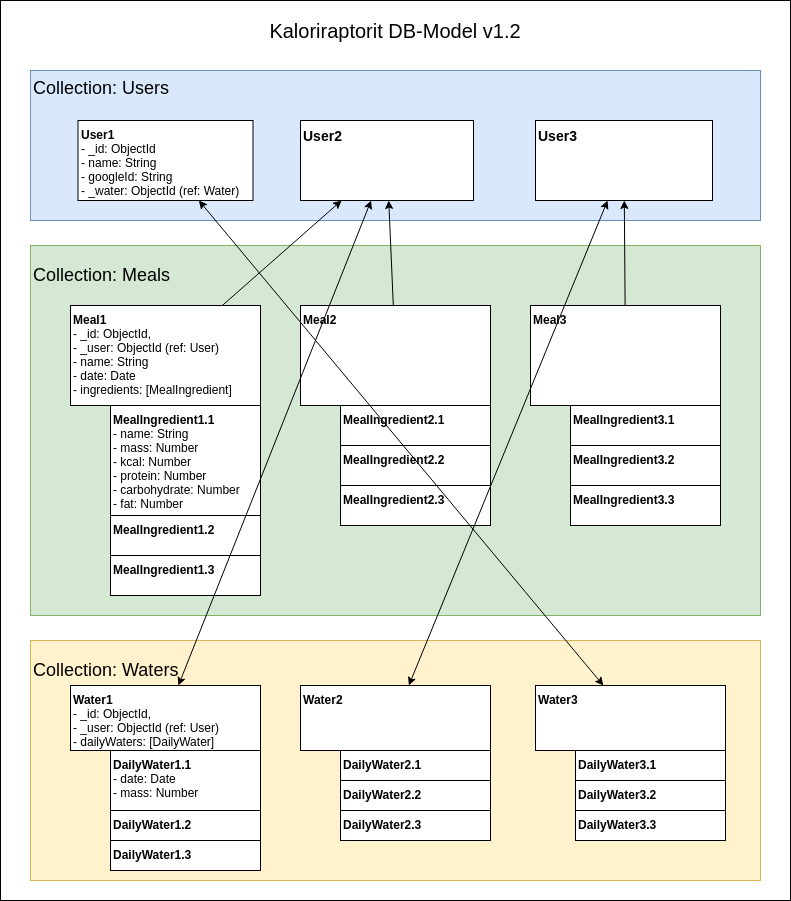 Kaloriraptorit DB-Model v1.2
Collection: Users
User1
- _id: ObjectId
- name: String
- googleId: String
- _water: ObjectId (ref: Water)
User2
User3
Collection: Meals
Meal1
- _id: ObjectId,
- _user: ObjectId (ref: User)
- name: String
- date: Date
- ingredients: [MealIngredient]
MealIngredient1.1
- name: String
- mass: Number
- kcal: Number
- protein: Number
- carbohydrate: Number
- fat: Number
MealIngredient1.2
MealIngredient1.3
Meal2
MealIngredient2.1
MealIngredient2.2
MealIngredient2.3
Meal3
MealIngredient3.1
MealIngredient3.2
MealIngredient3.3
Collection: Waters
Water1
- _id: ObjectId,
- _user: ObjectId (ref: User)
- dailyWaters: [DailyWater]
DailyWater1.1
- date: Date
- mass: Number
DailyWater1.2
DailyWater1.3
Water2
DailyWater2.1
DailyWater2.2
DailyWater2.3
Water3
DailyWater3.1
DailyWater3.2
DailyWater3.3